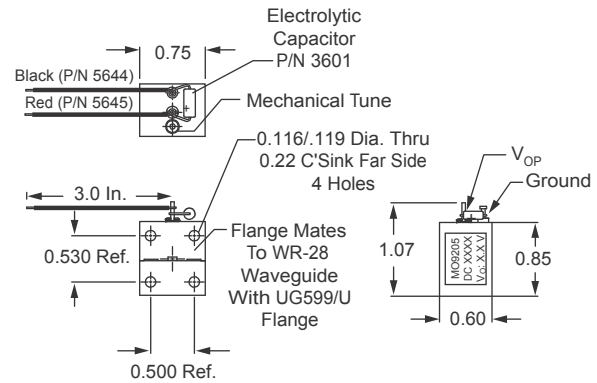 Electrolytic
Capacitor
P/N 3601
0.75
Black (P/N 5644)
Red (P/N 5645)
Mechanical Tune
0.116/.119 Dia. Thru
0.22 C'Sink Far Side
4 Holes
3.0 In.
0.530 Ref.
Flange Mates
To WR-28
Waveguide
With UG599/U
Flange
0.500 Ref.
VOP
Ground
1.07
MO9205
DC XXXX
VO: X.X V
0.85
0.60